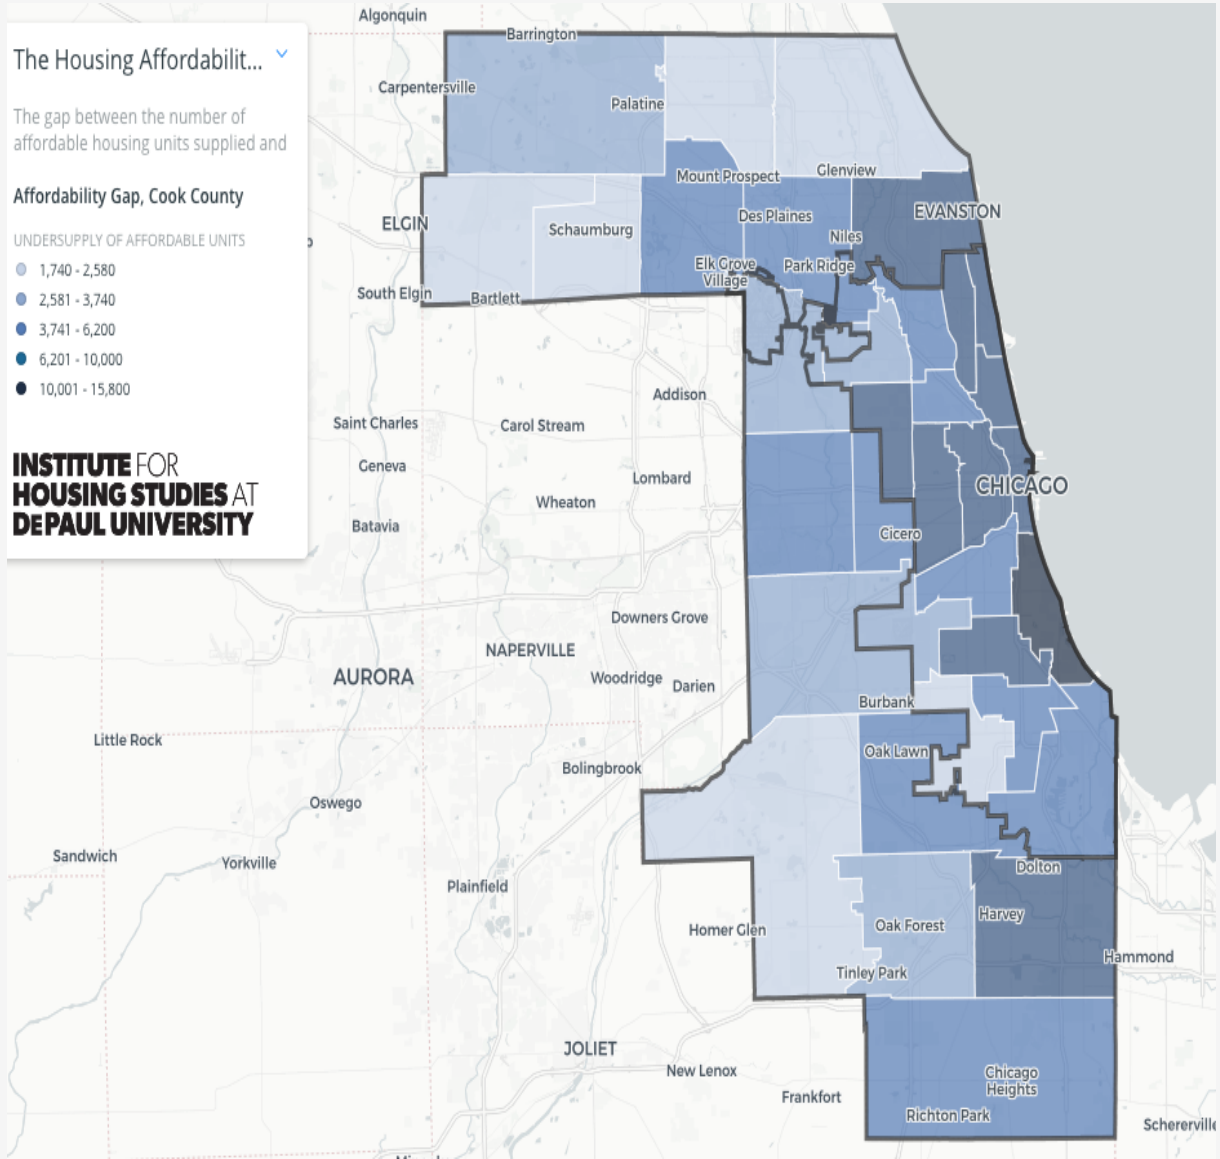 The Housing Affordabilit...
The gap between the number of
affordable housing units supplied and
Affordability Gap, Cook County
UNDERSUPPLY OF AFFORDABLE UNITS
1,740 - 2,580
2,581 - 3,740
3,741 - 6,200
6,201 - 10,000
10,001 - 15,800
INSTITUTE FOR
HOUSING STUDIES AT
DEPAUL UNIVERSITY
Algonquin
Barrington
Carpentersville
Palatine
Mount Prospect
Glenview
ELGIN
Schaumburg
Des Plaines
EVANSTON
Niles
Elk Grove
Village
Park Ridge
South Elgin
Bartlett
Addison
Saint Charles
Carol Stream
Geneva
Lombard
CHICAGO
Wheaton
Batavia
Cicero
Downers Grove
NAPERVILLE
AURORA
Woodridge
Darien
Burbank
Little Rock
Oak Lawn
Bolingbrook
Oswego
Sandwich
Yorkville
Dolton
Plainfield
Harvey
Oak Forest
Homer Glen
Hammond
Tinley Park
JOLIET
New Lenox
Chicago
Heights
Frankfort
Richton Park
Schererville